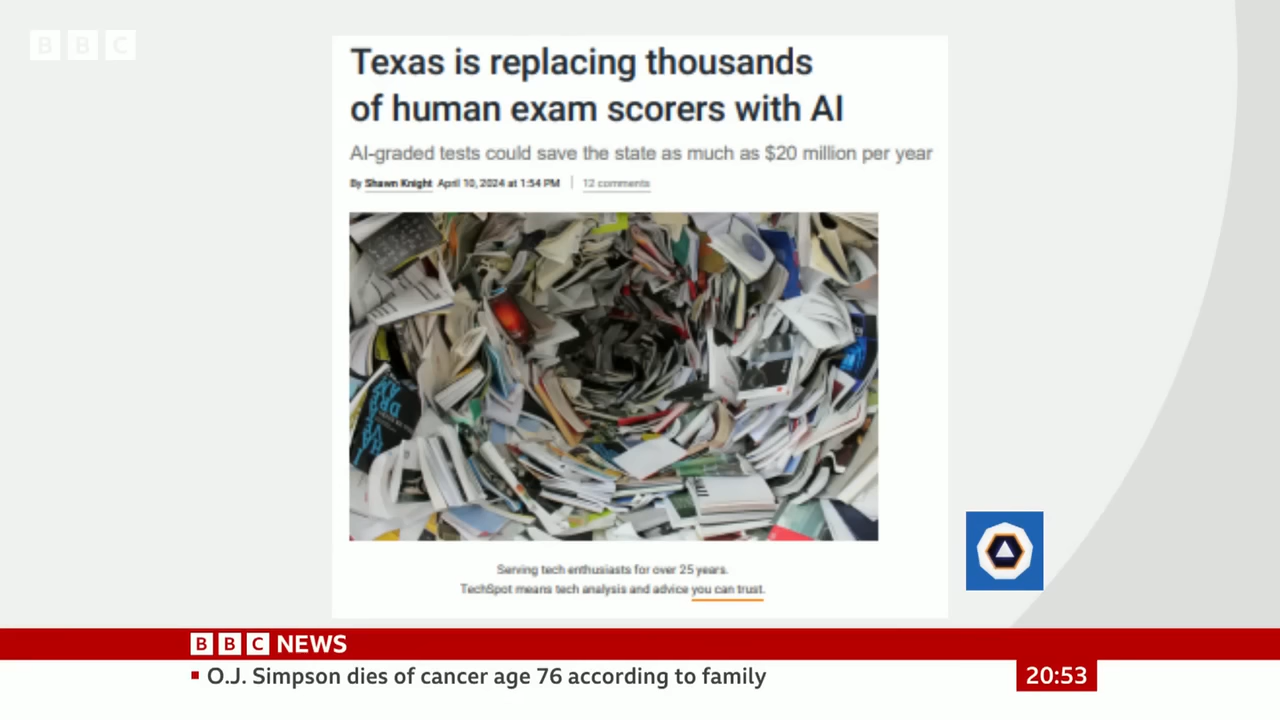 BBC
Texas is replacing thousands
of human exam scorers with AI
AI-graded tests could save the state as much as $20 million per year
By Shawn Knight April 10, 2024 at 1:54 PM | 12 comments
Serving tech enthusiasts for over 25 years.
TechSpot means tech analysis and advice you can trust.
BBC NEWS
O.J. Simpson dies of cancer age 76 according to family
20:53